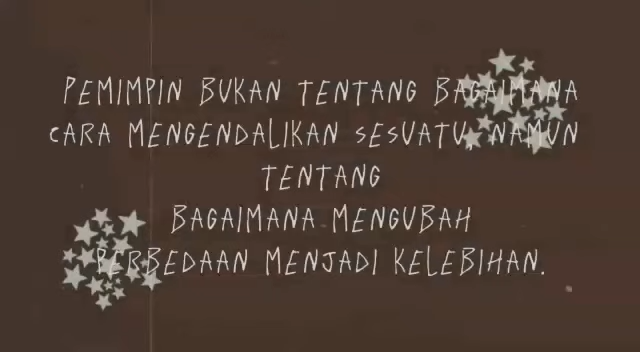 PEMIMPIN BUKAN TENTANG BAGAIMANA
CARA MENGENDALIKAN SESUATU, NAMUN
TENTANG
BAGAIMANA MENGUBAH
PERBEDAAN MENJADI KELEBIHAN.